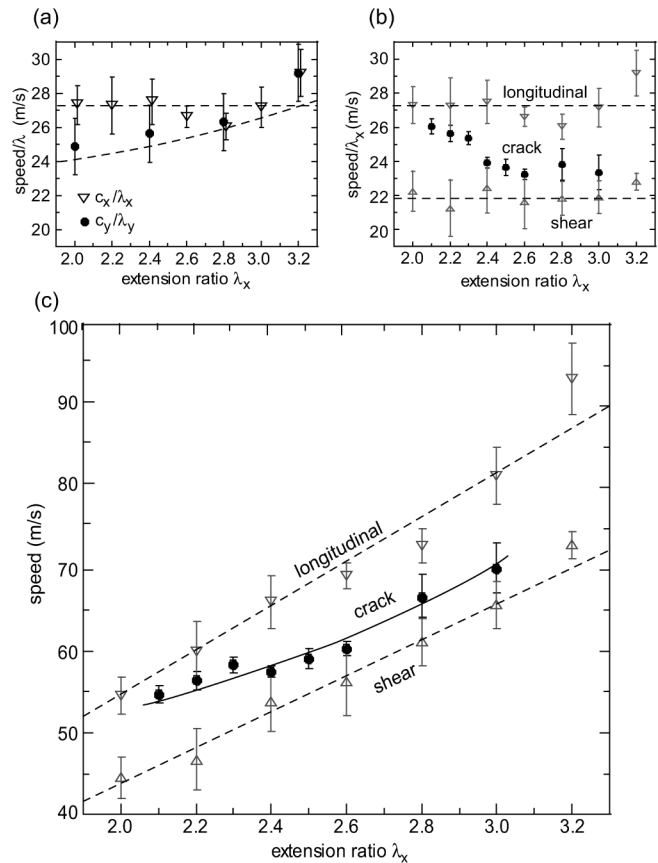 (a)
30
28
26
24
22
speed/λ (m/s)
c_x/λ_x
c_y/λ_y
2.0 2.2 2.4 2.6 2.8 3.0 3.2
extension ratio λ_x
(b)
30
28
26
24
22
speed/λ_x (m/s)
longitudinal
crack
shear
2.0 2.2 2.4 2.6 2.8 3.0 3.2
extension ratio λ_x
(c)
100
90
80
70
60
50
40
speed (m/s)
longitudinal
crack
shear
2.0 2.2 2.4 2.6 2.8 3.0 3.2
extension ratio λ_x